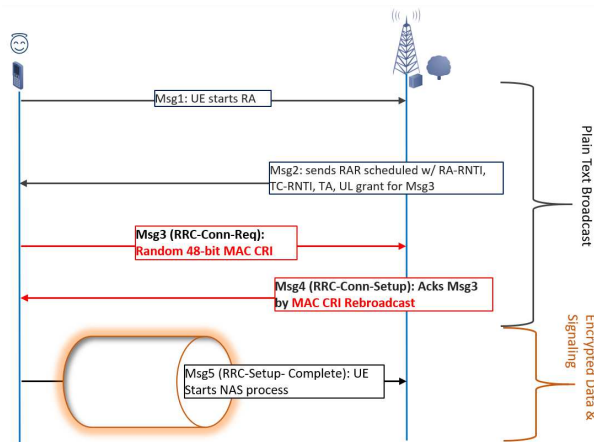 Msg1: UE starts RA
Msg2: sends RAR scheduled w/ RA-RNTI,
TC-RNTI, TA, UL grant for Msg3
Msg3 (RRC-Conn-Req):
Random 48-bit MAC CRI
Msg4 (RRC-Conn-Setup): Acks Msg3
by MAC CRI Rebroadcast
Msg5 (RRC-Setup- Complete): UE
Starts NAS process
Plain Text Broadcast
Encrypted Data &
Signaling